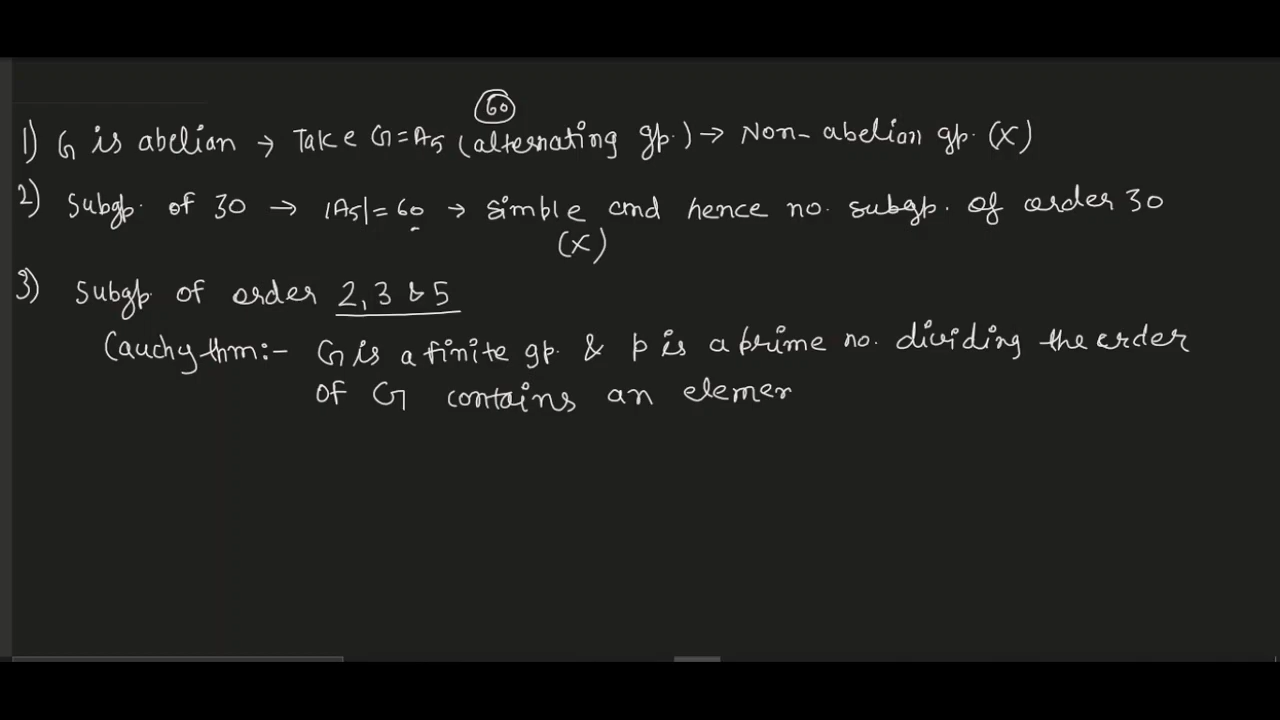 60
1) G is abelian → Take G = A5 (alternating gp.) → Non-abelian gp. (X)
2) Subgp. of 30 → |A5| = 60 → simple and hence no. subgp. of order 30
(X)
3) Subgp. of order 2, 3 & 5
Cauchy thm:- G is a finite gp. & p is a prime no. dividing the order
of G contains an elemen